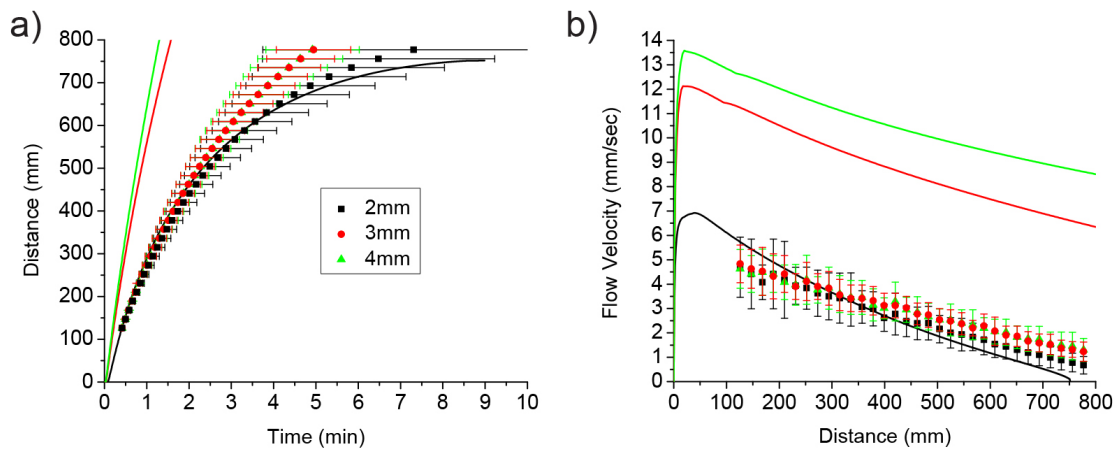 a)
800
700
600
500
400
300
200
100
0
Distance (mm)
0 1 2 3 4 5 6 7 8 9 10
Time (min)
2mm
3mm
4mm
b)
14
13
12
11
10
9
8
7
6
5
4
3
2
1
0
Flow Velocity (mm/sec)
0 100 200 300 400 500 600 700 800
Distance (mm)